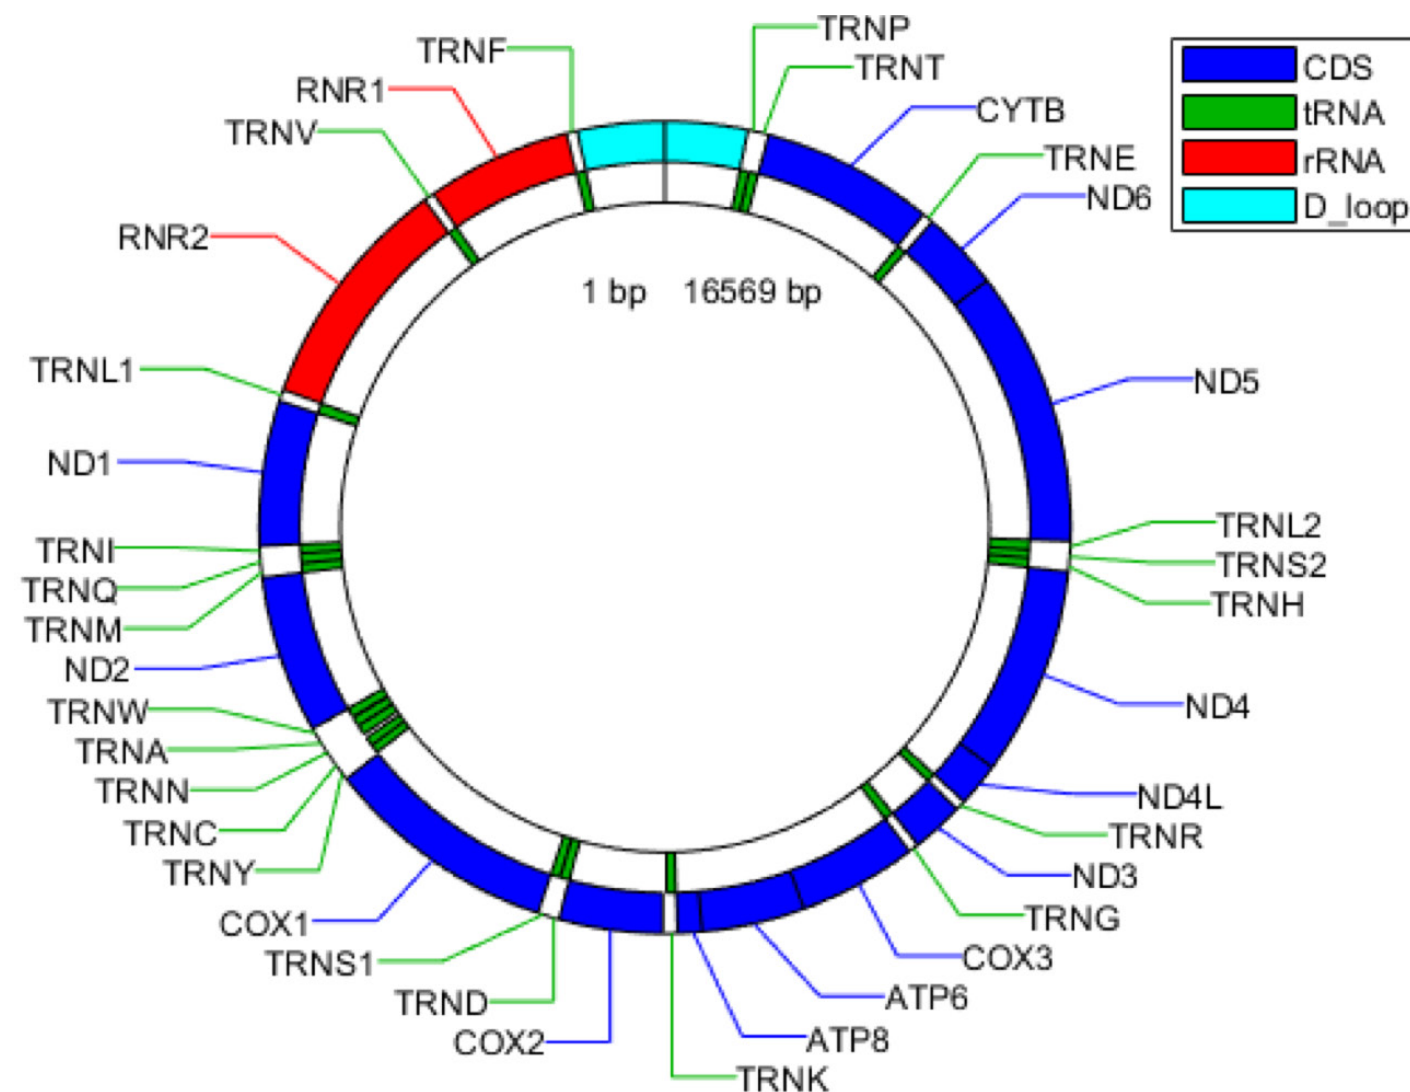 TRNP
TRNF
TRNT
RNR1
CYTB
TRNV
TRNE
ND6
RNR2
1 bp 16569 bp
TRNL1
ND5
ND1
TRNL2
TRNI
TRNS2
TRNQ
TRNH
TRNM
ND2
ND4
TRNW
TRNA
TRNN
ND4L
TRNC
TRNR
TRNY
ND3
COX1
TRNG
TRNS1
COX3
TRND
ATP6
COX2
ATP8
TRNK
CDS
tRNA
rRNA
D_loop